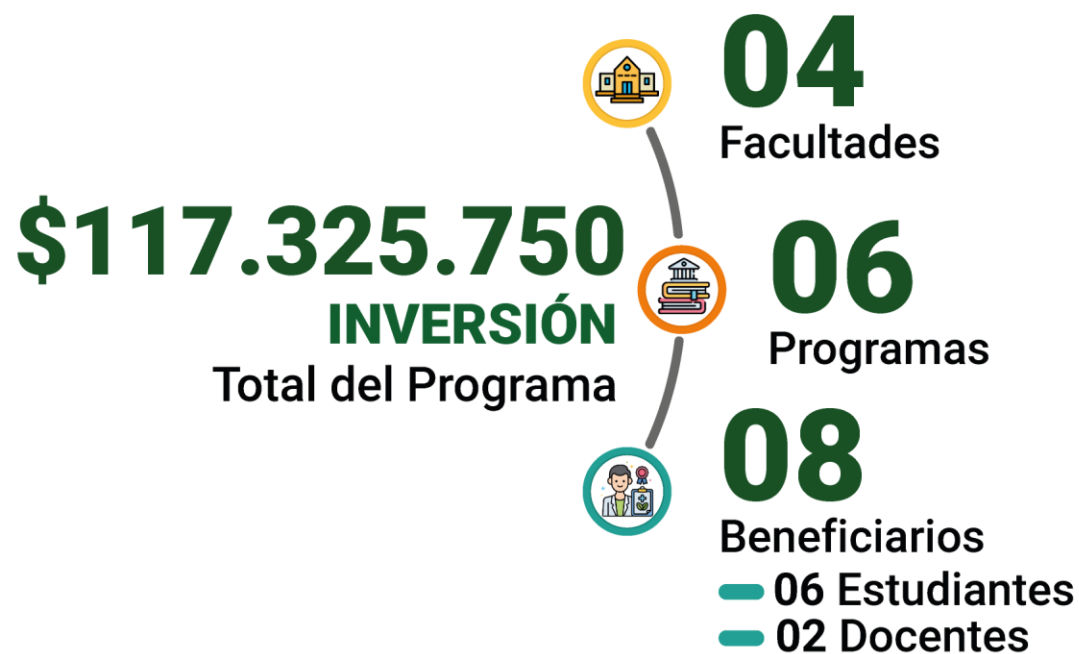 $117.325.750
INVERSIÓN
Total del Programa
04
Facultades
06
Programas
08
Beneficiarios
06 Estudiantes
02 Docentes